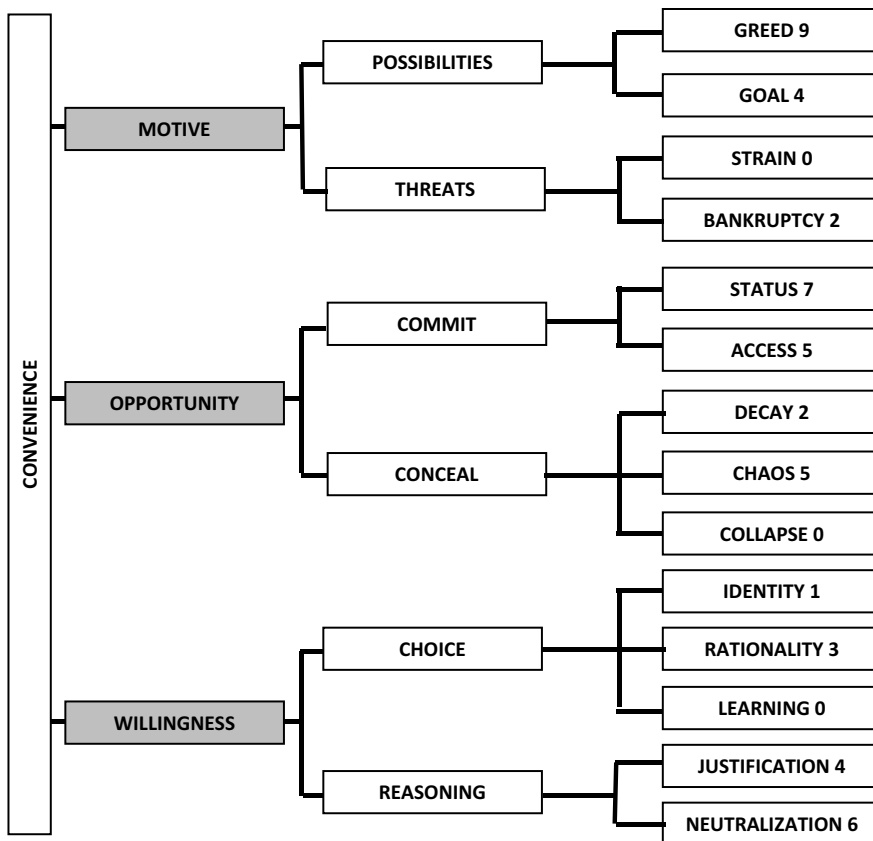 CONVENIENCE
MOTIVE
POSSIBILITIES
GREED 9
GOAL 4
THREATS
STRAIN 0
BANKRUPTCY 2
OPPORTUNITY
COMMIT
STATUS 7
ACCESS 5
CONCEAL
DECAY 2
CHAOS 5
COLLAPSE 0
WILLINGNESS
CHOICE
IDENTITY 1
RATIONALITY 3
LEARNING 0
REASONING
JUSTIFICATION 4
NEUTRALIZATION 6